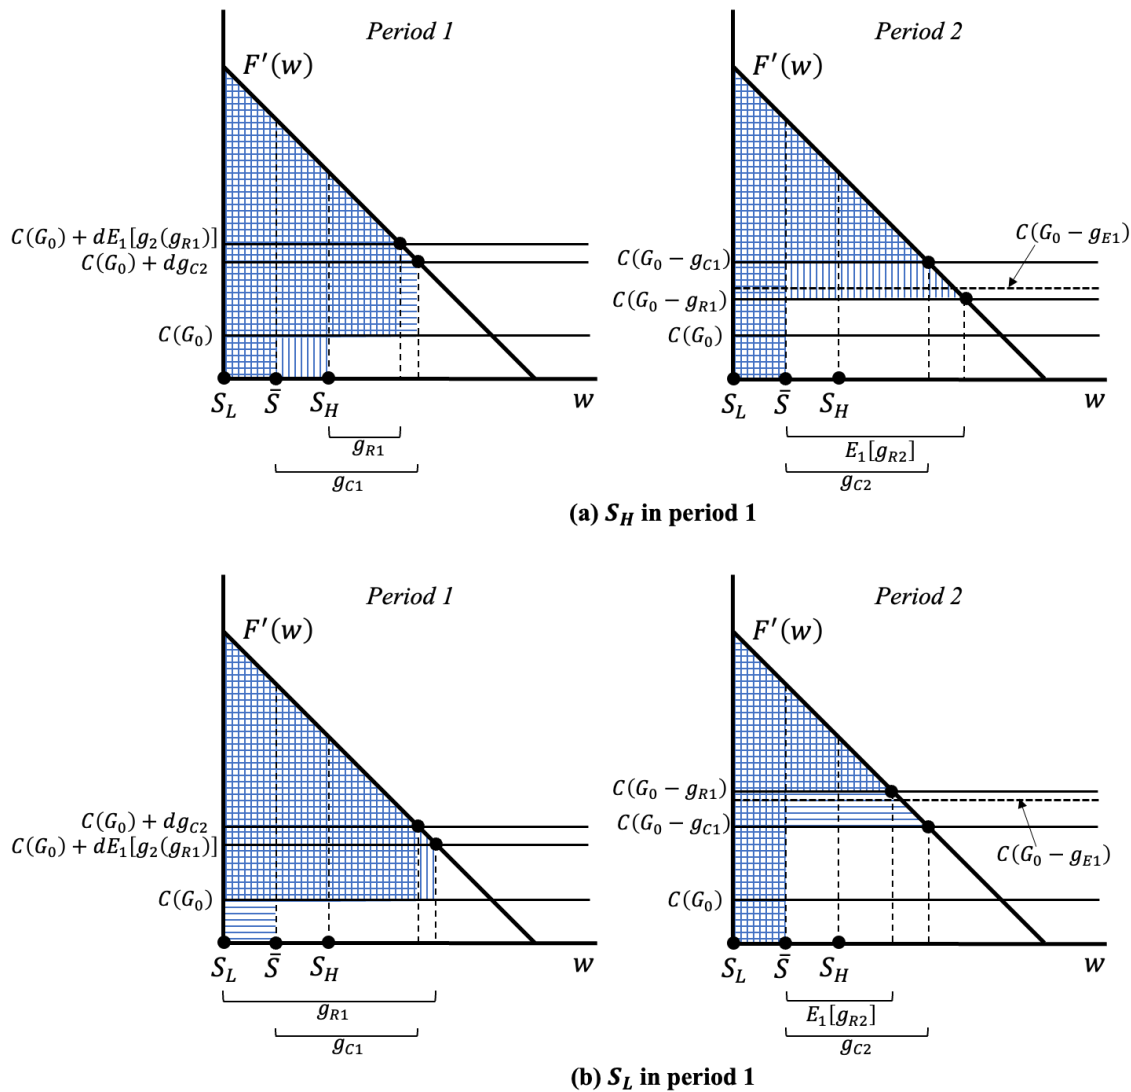 Period 1
F′(w)
C(G₀) + dE₁[g₂(g_R1)]
C(G₀) + dg_C2
C(G₀)
S_L S̄ S_H w
g_R1
g_C1
Period 2
F′(w)
C(G₀ − g_E1)
C(G₀ − g_C1)
C(G₀ − g_R1)
C(G₀)
S_L S̄ S_H w
E₁[g_R2]
g_C2
(a) S_H in period 1
Period 1
F′(w)
C(G₀) + dg_C2
C(G₀) + dE₁[g₂(g_R1)]
C(G₀)
S_L S̄ S_H w
g_R1
g_C1
Period 2
F′(w)
C(G₀ − g_R1)
C(G₀ − g_C1)
C(G₀ − g_E1)
C(G₀)
S_L S̄ S_H w
E₁[g_R2]
g_C2
(b) S_L in period 1